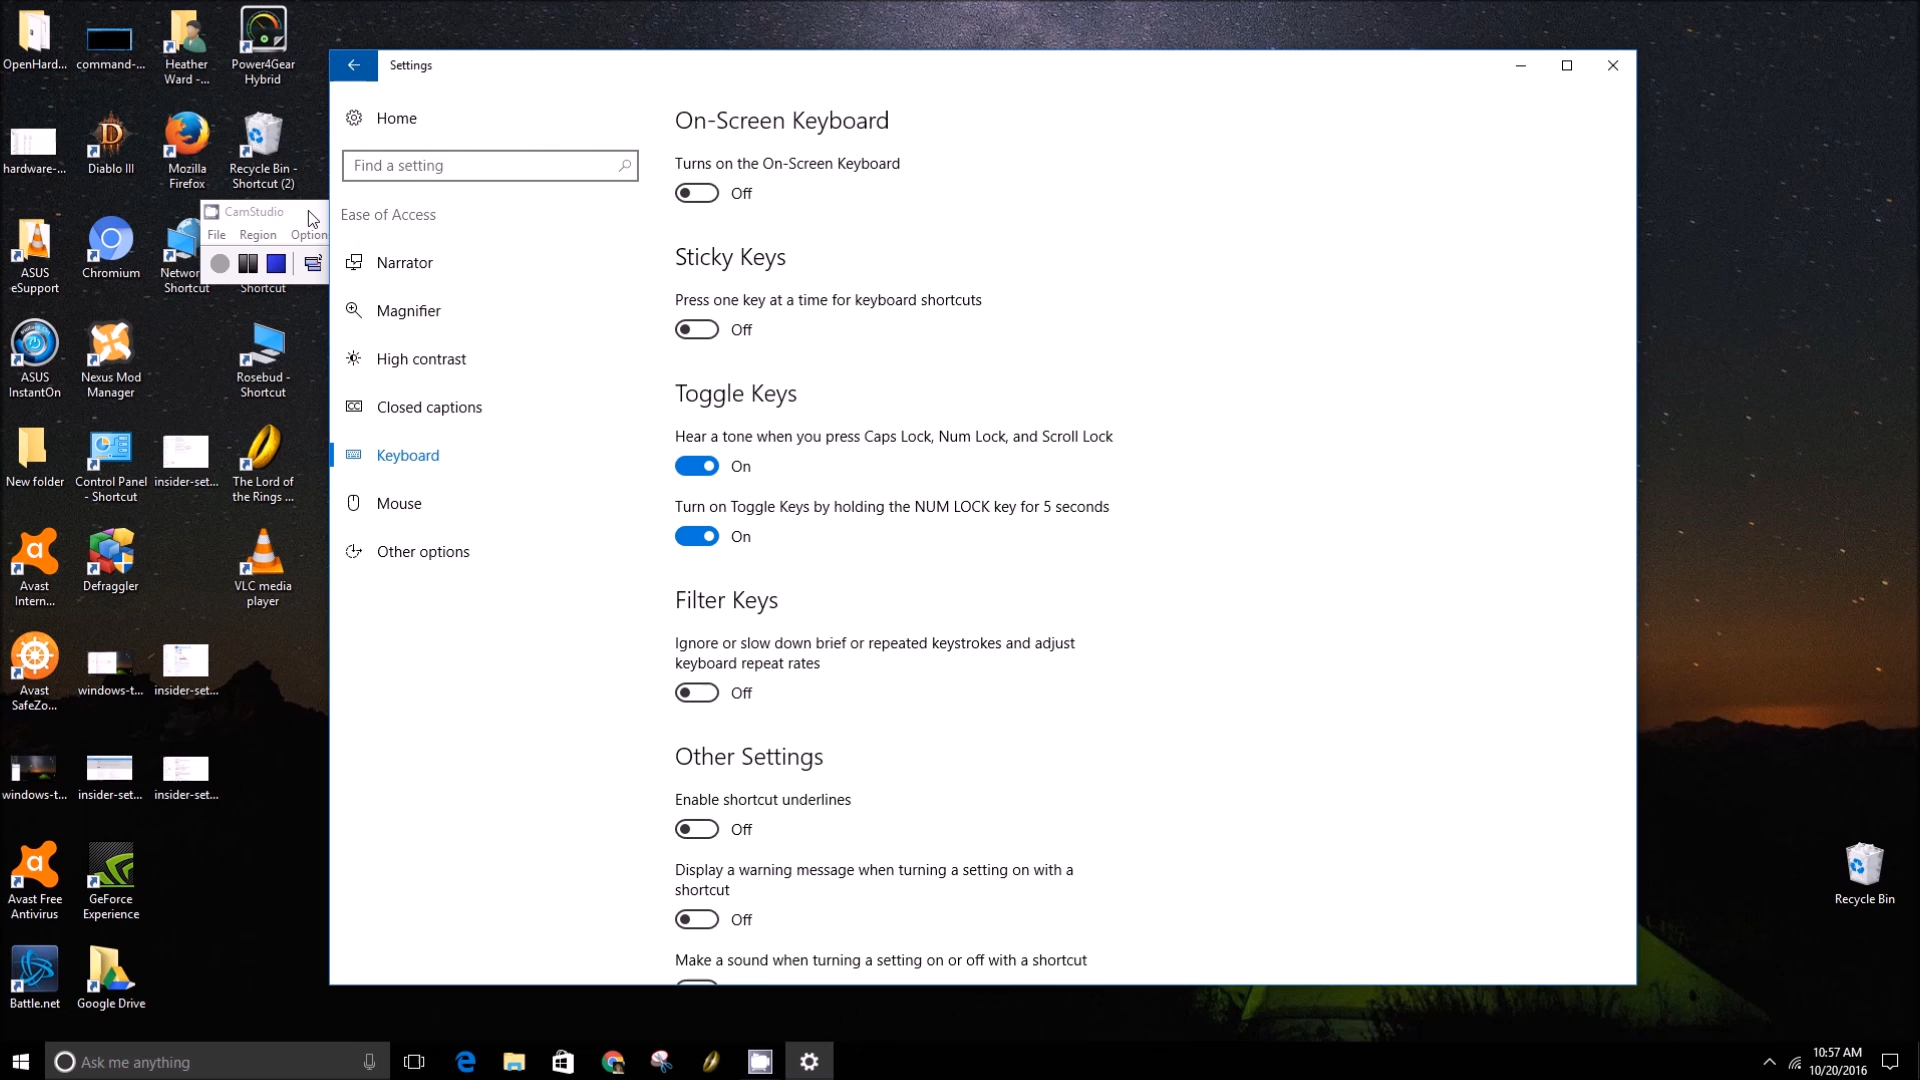 OpenHard...
command-...
Heather
Ward -...
Power4Gear
Hybrid
hardware-...
Diablo III
Mozilla
Firefox
Recycle Bin -
Shortcut (2)
CamStudio
File Region Option
ASUS
eSupport
Chromium
Networ
Shortcut
Shortcut
ASUS
InstantOn
Nexus Mod
Manager
Rosebud -
Shortcut
New folder
Control Panel
- Shortcut
insider-set...
The Lord of
the Rings ...
Avast
Intern...
Defraggler
VLC media
player
Avast
SafeZo...
windows-t...
insider-set...
windows-t...
insider-set...
insider-set...
Avast Free
Antivirus
GeForce
Experience
Battle.net
Google Drive
Settings
Home
Find a setting
Ease of Access
Narrator
Magnifier
High contrast
CC
Closed captions
Keyboard
Mouse
Other options
On-Screen Keyboard
Turns on the On-Screen Keyboard
Off
Sticky Keys
Press one key at a time for keyboard shortcuts
Off
Toggle Keys
Hear a tone when you press Caps Lock, Num Lock, and Scroll Lock
On
Turn on Toggle Keys by holding the NUM LOCK key for 5 seconds
On
Filter Keys
Ignore or slow down brief or repeated keystrokes and adjust
keyboard repeat rates
Off
Other Settings
Enable shortcut underlines
Off
Display a warning message when turning a setting on with a
shortcut
Off
Make a sound when turning a setting on or off with a shortcut
Recycle Bin
Ask me anything
10:57 AM
10/20/2016